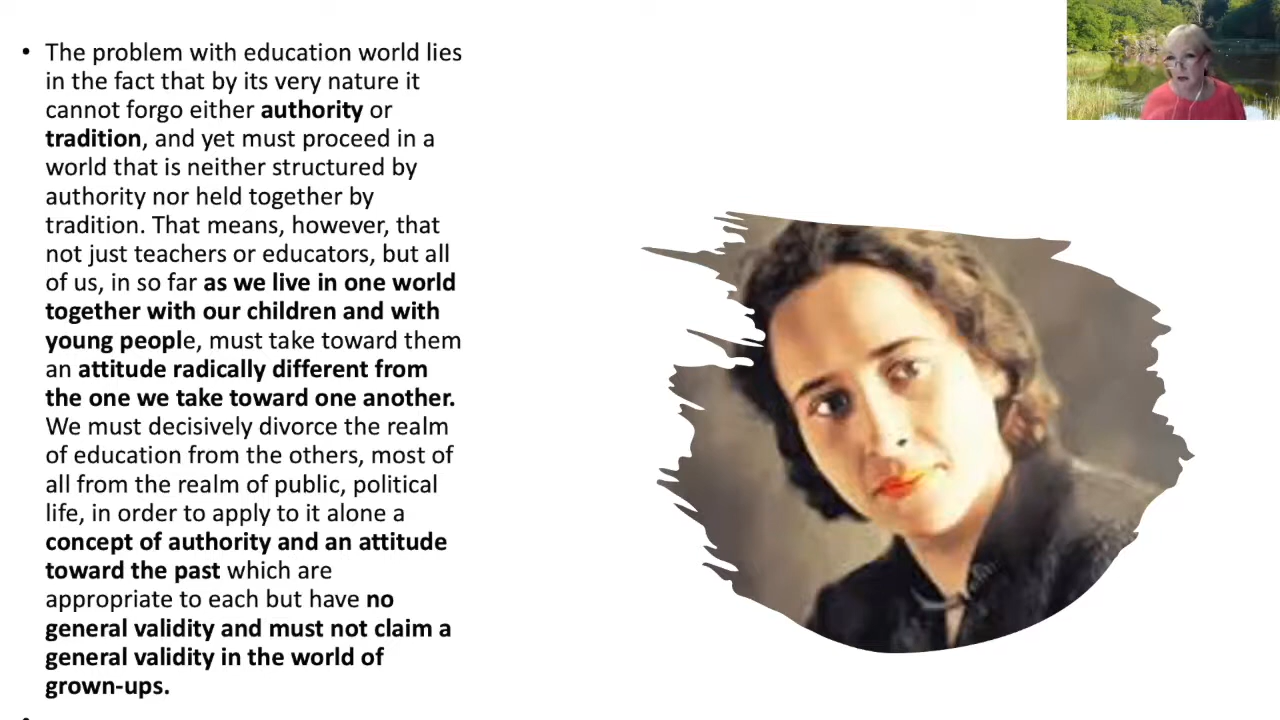 • The problem with education world lies
in the fact that by its very nature it
cannot forgo either authority or
tradition, and yet must proceed in a
world that is neither structured by
authority nor held together by
tradition. That means, however, that
not just teachers or educators, but all
of us, in so far as we live in one world
together with our children and with
young people, must take toward them
an attitude radically different from
the one we take toward one another.
We must decisively divorce the realm
of education from the others, most of
all from the realm of public, political
life, in order to apply to it alone a
concept of authority and an attitude
toward the past which are
appropriate to each but have no
general validity and must not claim a
general validity in the world of
grown-ups.